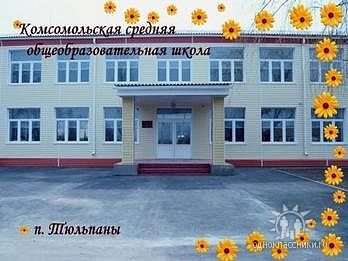 Комсомольская средняя
общеобразовательная школа
п. Тюльпаны
одноклассники.ru